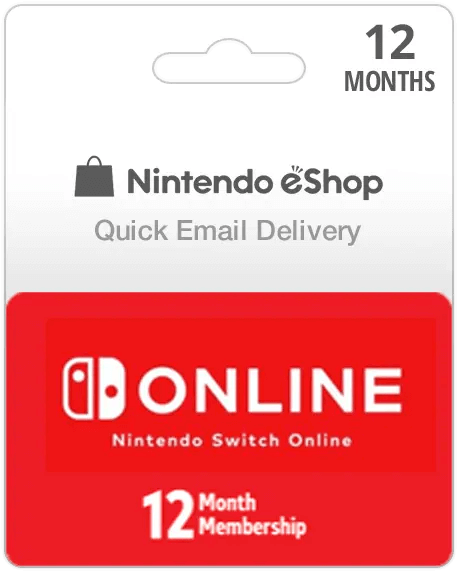 12
MONTHS
Nintendo eShop
Quick Email Delivery
ONLINE
Nintendo Switch Online
12 Month
Membership